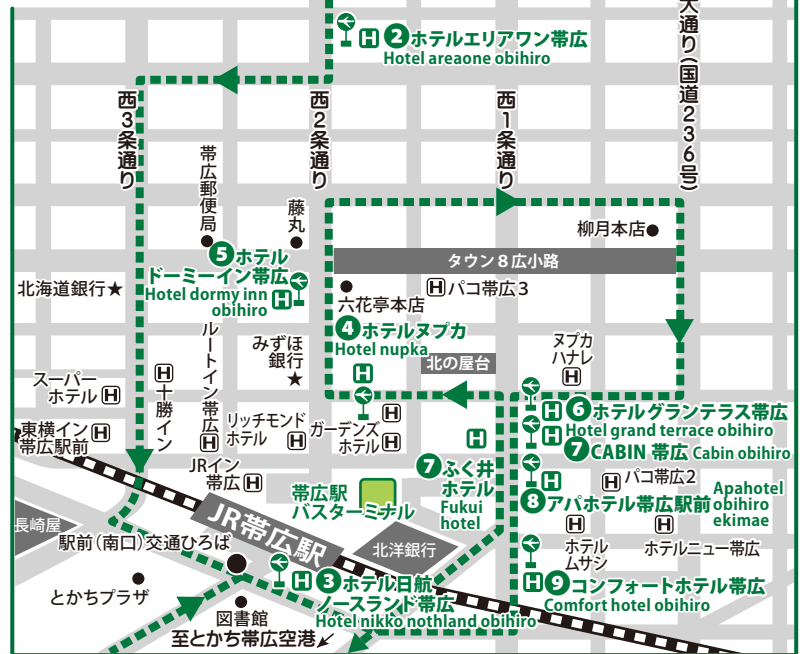 ❷ホテルエリアワン帯広
Hotel areaone obihiro
大通り(国道236号)
西3条通り
西2条通り
西1条通り
帯広郵便局
藤丸
柳月本店
タウン8広小路
❺ホテル
ドーミーイン帯広
Hotel dormy inn
obihiro
北海道銀行★
H パコ帯広3
六花亭本店
❹ホテルヌプカ
Hotel nupka
北の屋台
ヌプカ
ハナレ
H
みずほ
銀行
★
ルートイン帯広 H
H 十勝イン
スーパー
ホテル H
東横イン H
帯広駅前
リッチモンド
ホテル H
ガーデンズ
ホテル H
H
JRイン
帯広 H
H ❻ホテルグランテラス帯広
Hotel grand terrace obihiro
H ❼CABIN 帯広 Cabin obihiro
H
❼ふく井
ホテル
Fukui
hotel
H パコ帯広2
H ❽アパホテル帯広駅前
Apahotel
obihiro
ekimae
帯広駅
バスターミナル
JR帯広駅
北洋銀行
H
ホテル
ムサシ
H
ホテルニュー帯広
長崎屋
駅前(南口)交通ひろば
とかちプラザ
図書館
H ❸ホテル日航
ノースランド帯広
Hotel nikko nothland obihiro
H ❾コンフォートホテル帯広
Comfort hotel obihiro
至とかち帯広空港